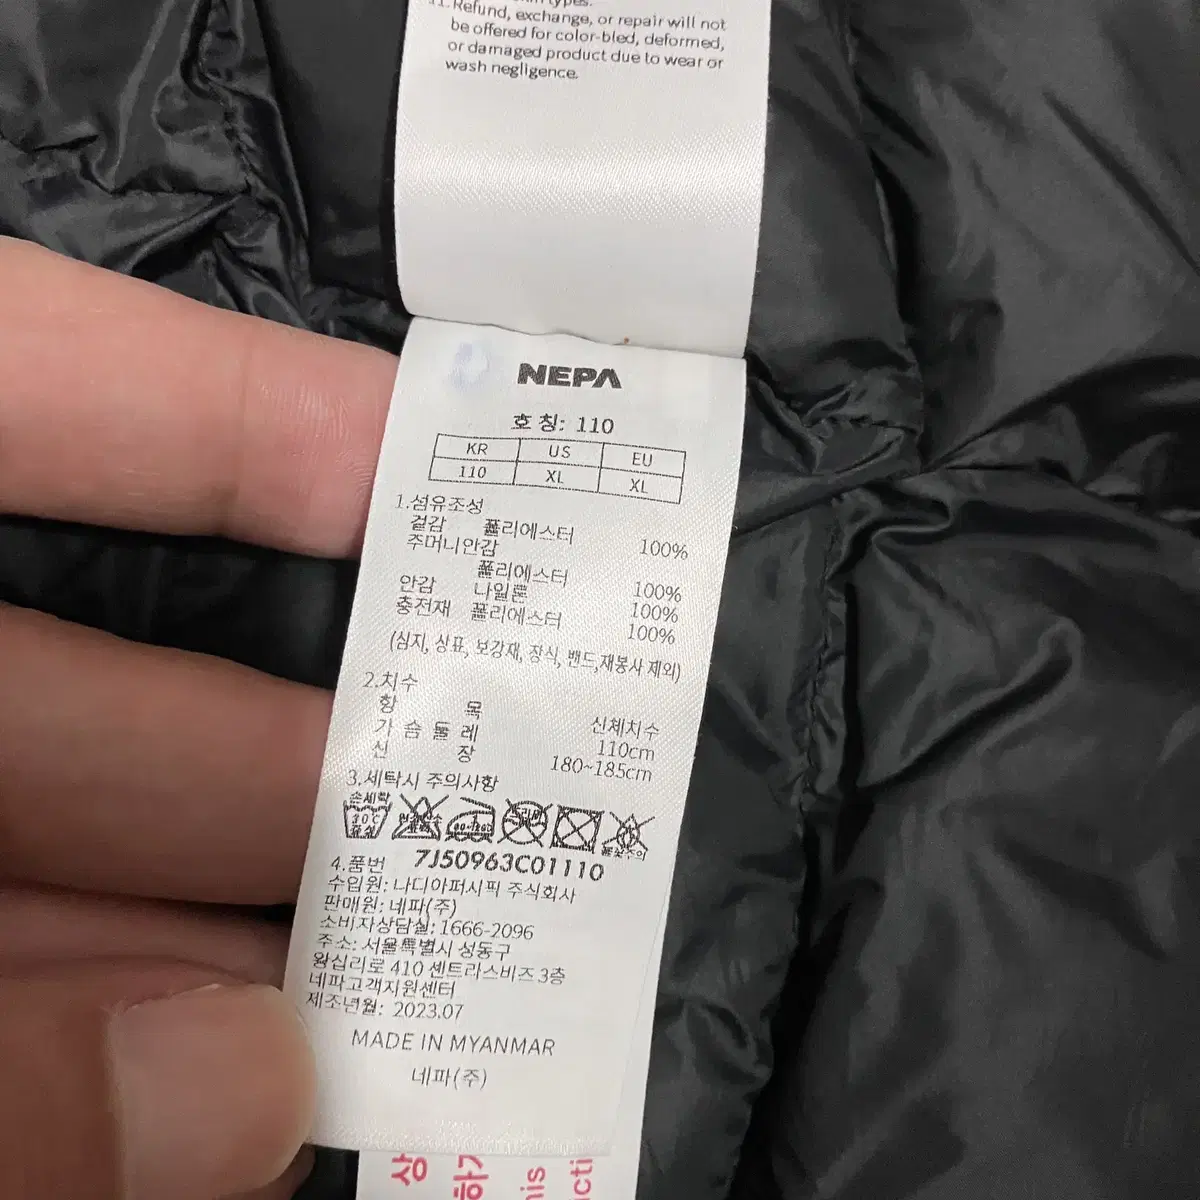 11. Refund, exchange, or repair will not
be offered for color-bled, deformed,
or damaged product due to wear or
wash negligence.
NEPA
호 칭: 110
KR US EU
110 XL XL
1.섬유조성
겉감 폴리에스터 100%
주머니안감
폴리에스터 100%
안감 나일론 100%
충전재 폴리에스터 100%
(심지, 상표, 보강재, 장식, 밴드,재봉사 제외)
2.치수
항 목 신체치수
가 슴 둘 레 110cm
신 장 180~185cm
3.세탁시 주의사항
손세탁
30℃
중성
드라이
4.품번 7J50963C01110
수입원: 나디아퍼시픽 주식회사
판매원: 네파(주)
소비자상담실: 1666-2096
주소: 서울특별시 성동구
왕십리로 410 센트라스비즈 3층
네파고객지원센터
제조년월: 2023.07
MADE IN MYANMAR
네파(주)